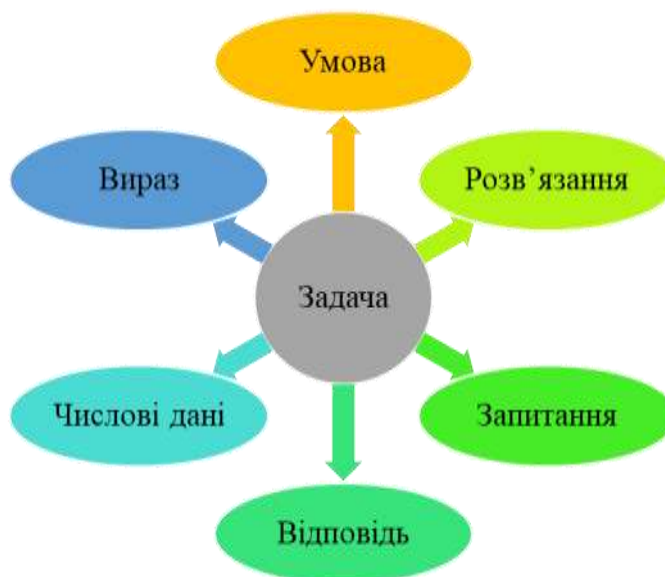 Умова
Вираз
Розв’язання
Задача
Числові дані
Запитання
Відповідь